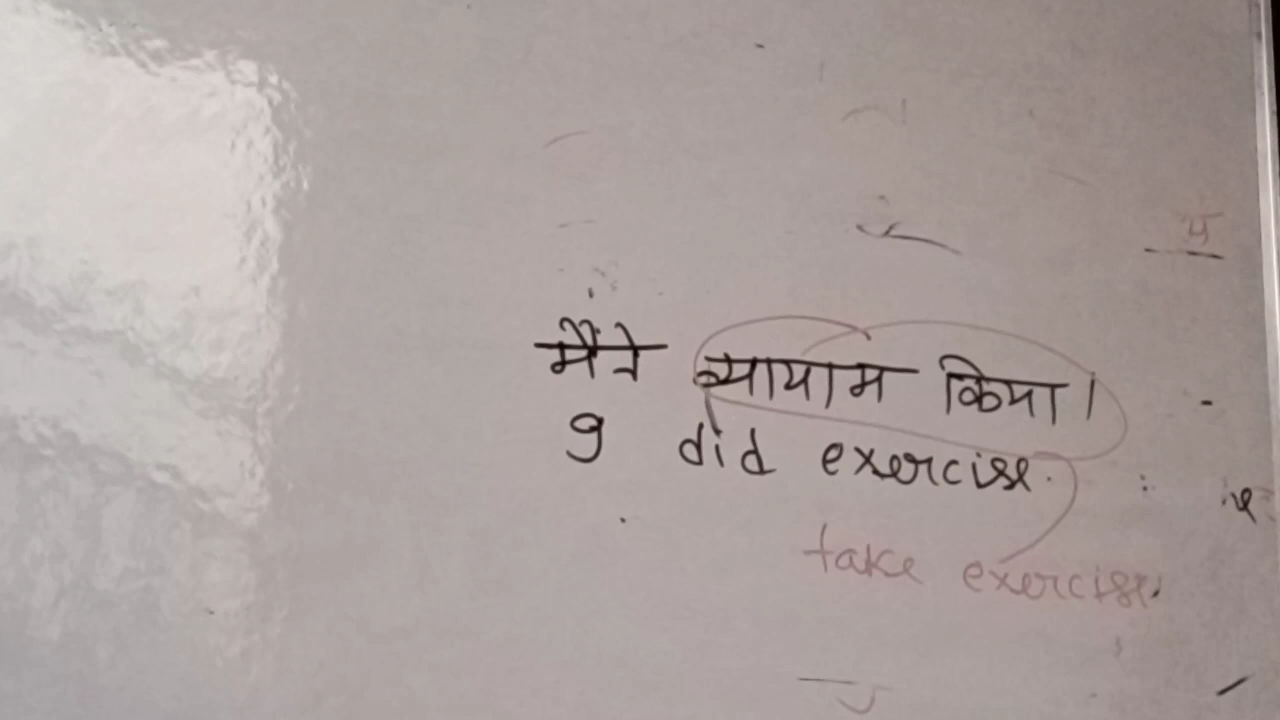 मैंने व्यायाम किया।
I did exercise.
take exercise.